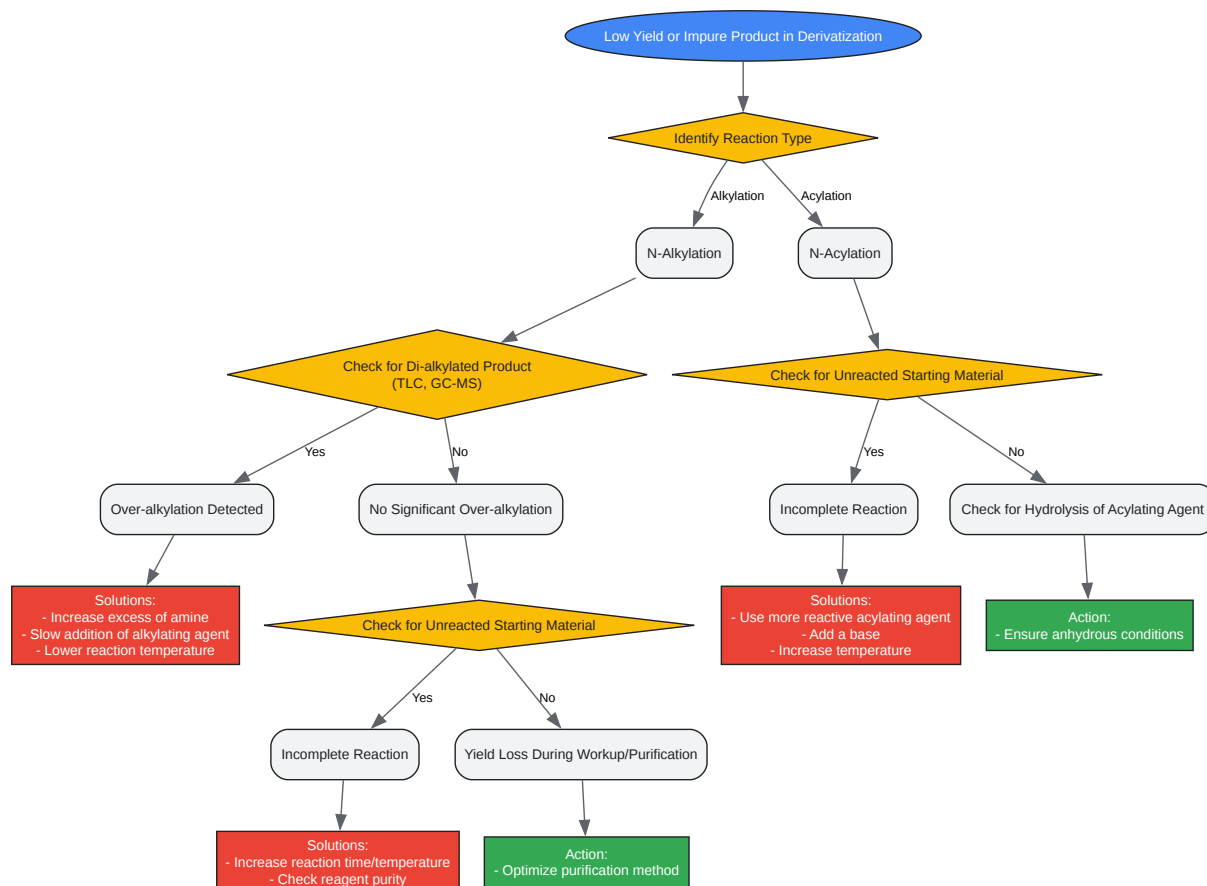 Low Yield or Impure Product in Derivatization
Identify Reaction Type
Alkylation
Acylation
N-Alkylation
N-Acylation
Check for Di-alkylated Product
(TLC, GC-MS)
Check for Unreacted Starting Material
Yes
No
Yes
No
Over-alkylation Detected
No Significant Over-alkylation
Incomplete Reaction
Check for Hydrolysis of Acylating Agent
Solutions:
- Increase excess of amine
- Slow addition of alkylating agent
- Lower reaction temperature
Check for Unreacted Starting Material
Solutions:
- Use more reactive acylating agent
- Add a base
- Increase temperature
Action:
- Ensure anhydrous conditions
Yes
No
Incomplete Reaction
Yield Loss During Workup/Purification
Solutions:
- Increase reaction time/temperature
- Check reagent purity
Action:
- Optimize purification method